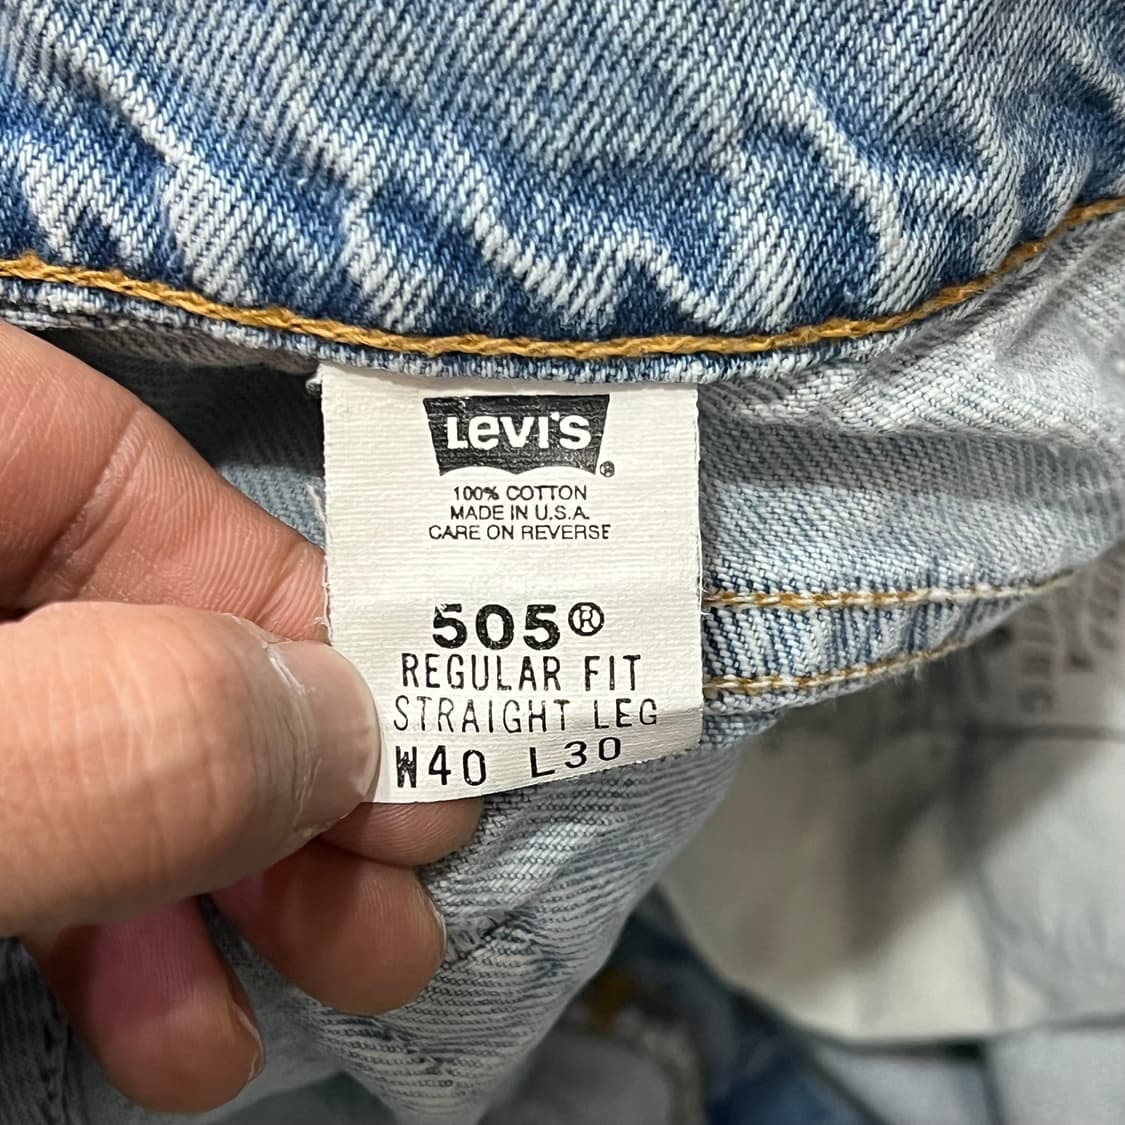 Levi's ®
100% COTTON
MADE IN U.S.A.
CARE ON REVERSE
505®
REGULAR FIT
STRAIGHT LEG
W40 L30